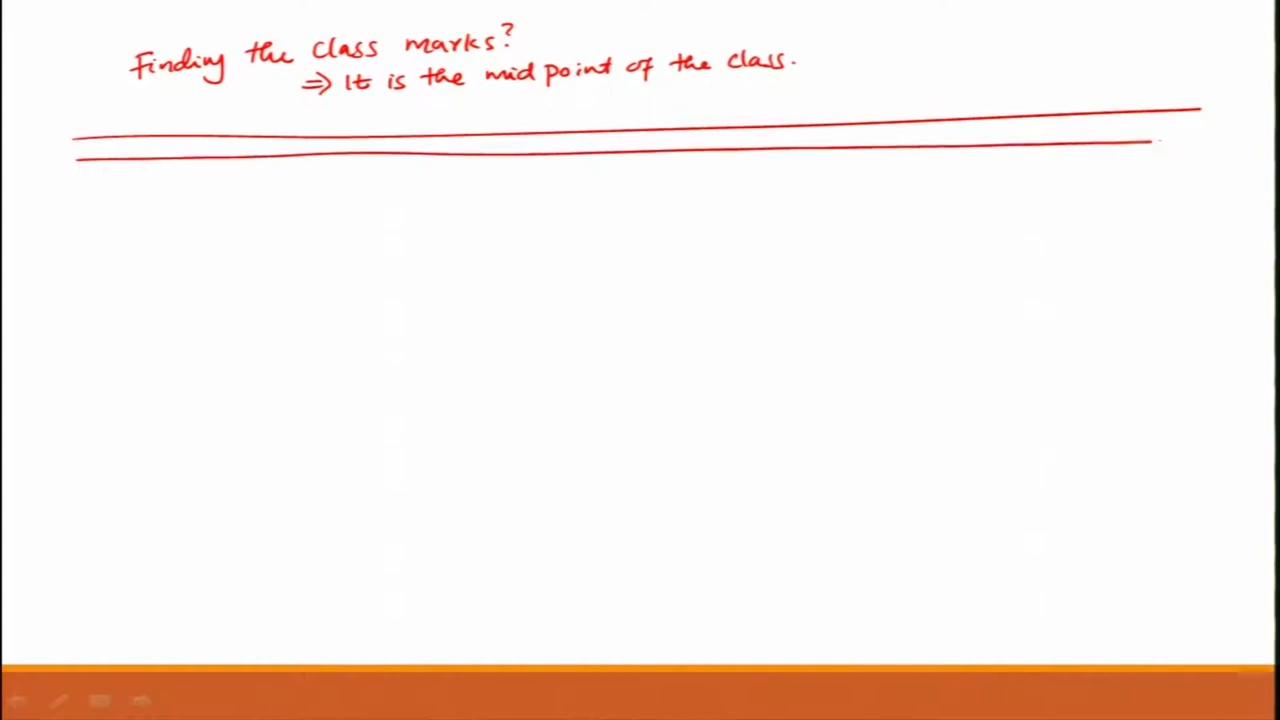 Finding the class marks?
⇒ It is the mid point of the class.